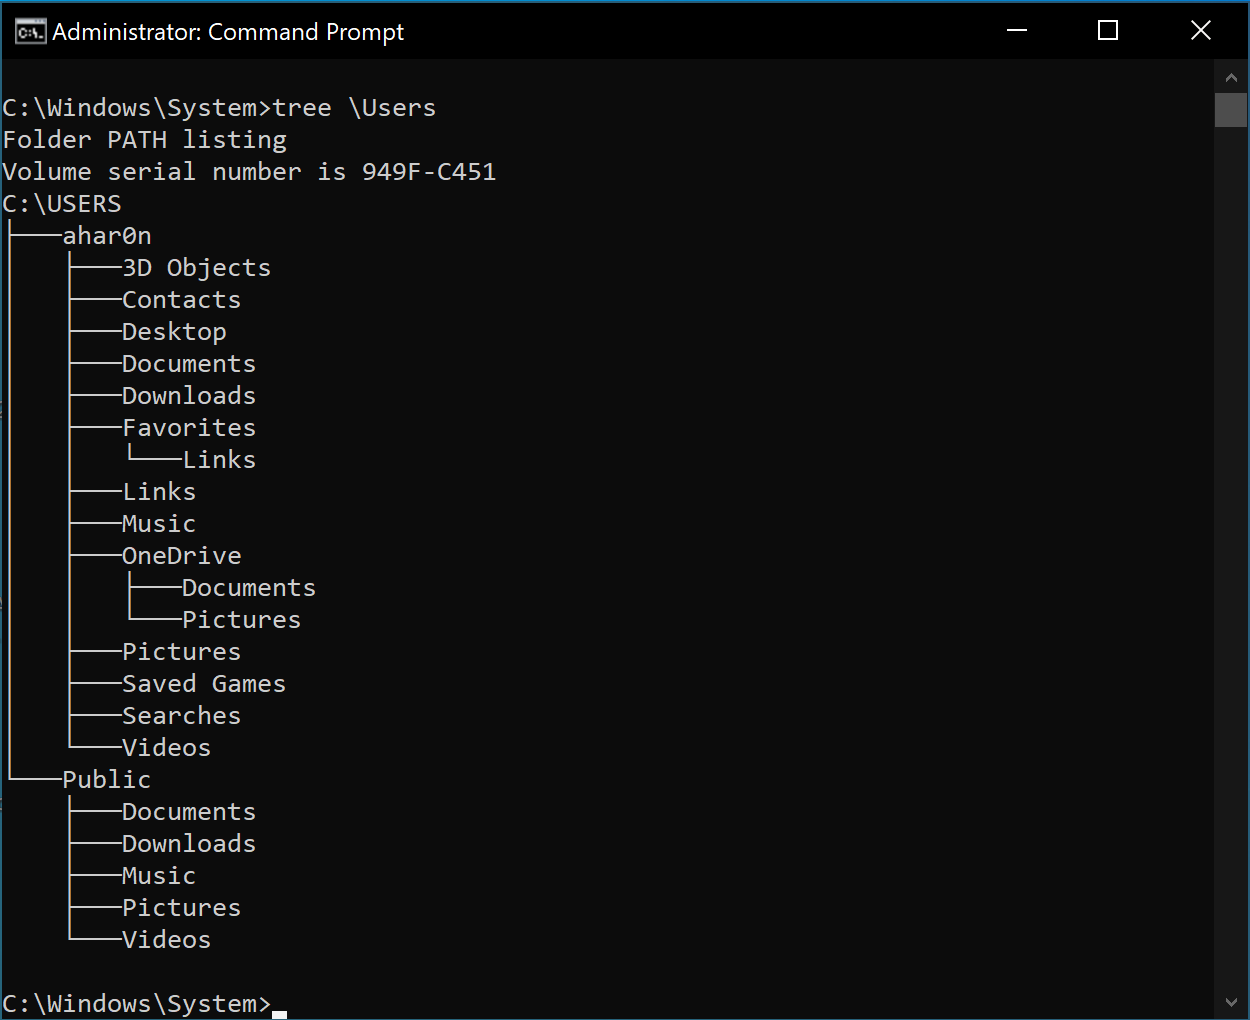 Administrator: Command Prompt
C:\Windows\System>tree \Users
Folder PATH listing
Volume serial number is 949F-C451
C:\USERS
├───ahar0n
│   ├───3D Objects
│   ├───Contacts
│   ├───Desktop
│   ├───Documents
│   ├───Downloads
│   ├───Favorites
│   │   └───Links
│   ├───Links
│   ├───Music
│   ├───OneDrive
│   │   ├───Documents
│   │   └───Pictures
│   ├───Pictures
│   ├───Saved Games
│   ├───Searches
│   └───Videos
└───Public
    ├───Documents
    ├───Downloads
    ├───Music
    ├───Pictures
    └───Videos
C:\Windows\System>